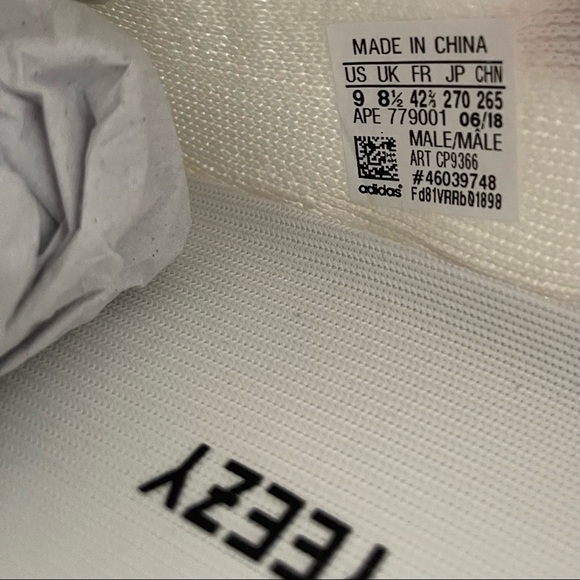 MADE IN CHINA
US UK FR JP CHN
9 8½ 42⅔ 270 265
APE 779001 06/18
MALE/MÂLE
ART CP9366
#46039748
adidas® Fd81VRRb01898
YEEZY